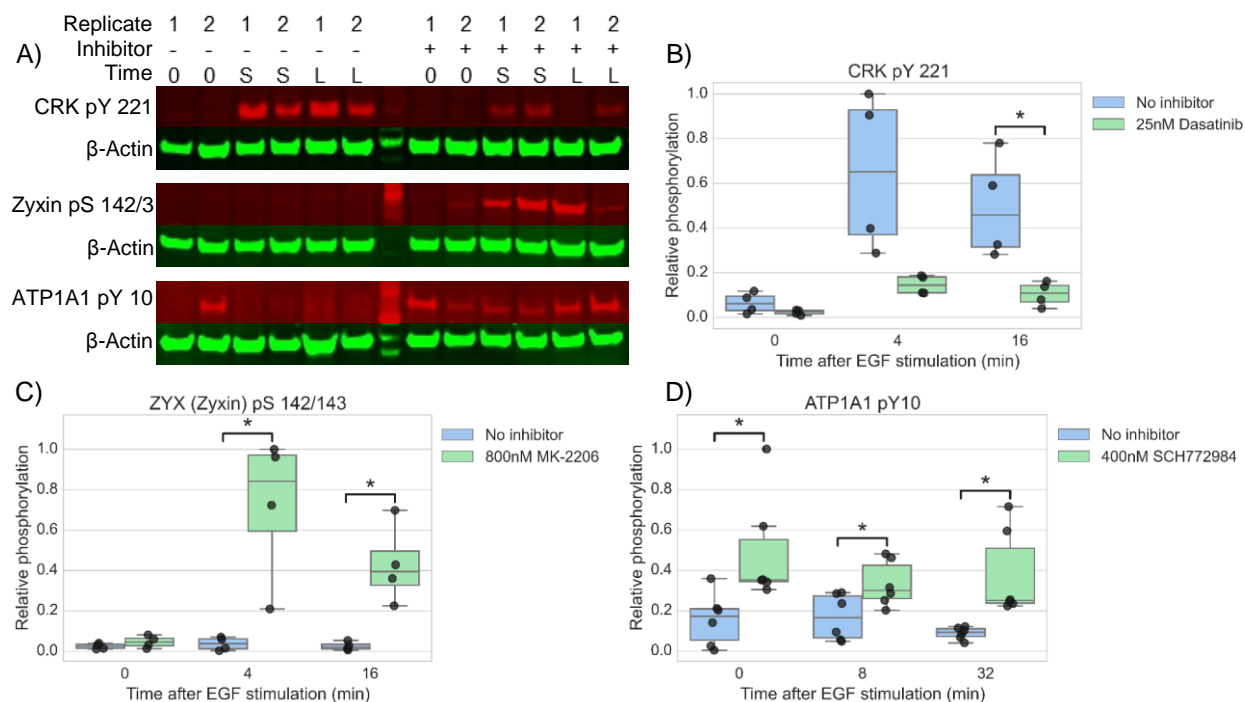 Replicate 1 2 1 2 1 2 1 2 1 2 1 2
A) Inhibitor - - - - - - + + + + + +
Time 0 0 S S L L 0 0 S S L L
CRK pY 221
β-Actin
Zyxin pS 142/3
β-Actin
ATP1A1 pY 10
β-Actin
B)
CRK pY 221
Relative phosphorylation
1.0
0.8
0.6
0.4
0.2
0.0
*
No inhibitor
25nM Dasatinib
0 4 16
Time after EGF stimulation (min)
C)
ZYX (Zyxin) pS 142/143
Relative phosphorylation
1.0
0.8
0.6
0.4
0.2
0.0
*
*
No inhibitor
800nM MK-2206
0 4 16
Time after EGF stimulation (min)
D)
ATP1A1 pY10
Relative phosphorylation
1.0
0.8
0.6
0.4
0.2
0.0
*
*
*
No inhibitor
400nM SCH772984
0 8 32
Time after EGF stimulation (min)